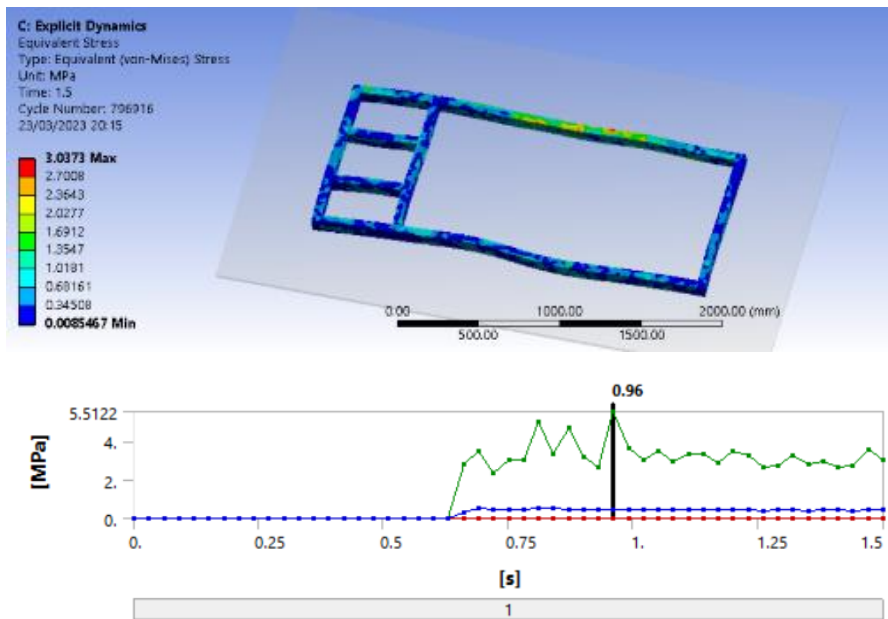 C: Explicit Dynamics
Equivalent Stress
Type: Equivalent (von-Mises) Stress
Unit: MPa
Time: 1.5
Cycle Number: 796916
23/03/2023 20:15
3.0373 Max
2.7008
2.3643
2.0277
1.6912
1.3547
1.0181
0.68161
0.34508
0.0085467 Min
0.00 1000.00 2000.00 (mm)
500.00 1500.00
0.96
5.5122
4.
2.
0.
[MPa]
0. 0.25 0.5 0.75 1. 1.25 1.5
[s]
1